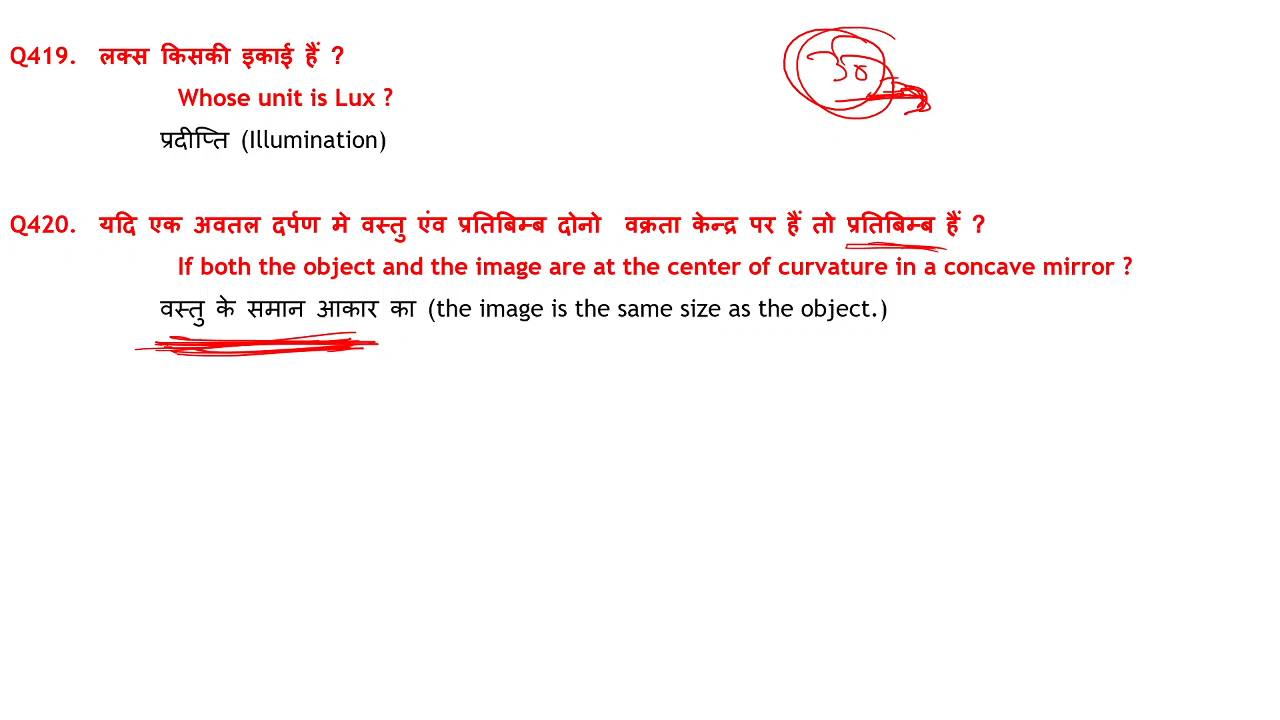 Q419. लक्स किसकी इकाई हैं ?
Whose unit is Lux ?
प्रदीप्ति (Illumination)
Q420. यदि एक अवतल दर्पण मे वस्तु एंव प्रतिबिम्ब दोनो वक्रता केन्द्र पर हैं तो प्रतिबिम्ब हैं ?
If both the object and the image are at the center of curvature in a concave mirror ?
वस्तु के समान आकार का (the image is the same size as the object.)